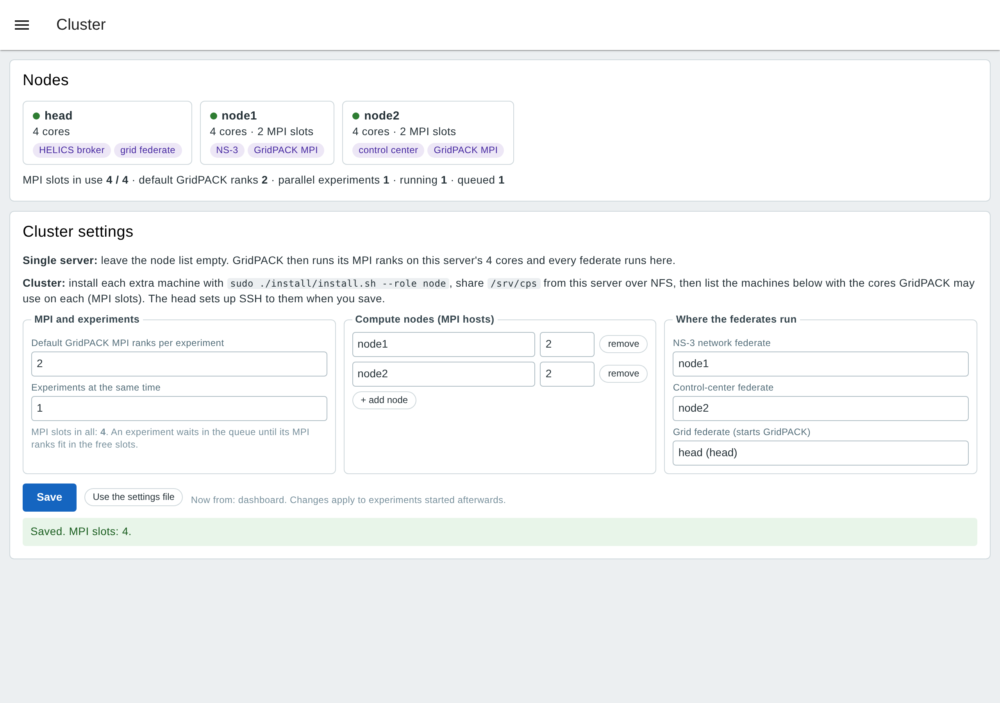 Cluster
Nodes
head
4 cores
HELICS broker grid federate
node1
4 cores · 2 MPI slots
NS-3 GridPACK MPI
node2
4 cores · 2 MPI slots
control center GridPACK MPI
MPI slots in use 4 / 4 · default GridPACK ranks 2 · parallel experiments 1 · running 1 · queued 1
Cluster settings
Single server: leave the node list empty. GridPACK then runs its MPI ranks on this server's 4 cores and every federate runs here.
Cluster: install each extra machine with sudo ./install/install.sh --role node, share /srv/cps from this server over NFS, then list the machines below with the cores GridPACK may
use on each (MPI slots). The head sets up SSH to them when you save.
MPI and experiments
Default GridPACK MPI ranks per experiment
2
Experiments at the same time
1
MPI slots in all: 4. An experiment waits in the queue until its MPI
ranks fit in the free slots.
Compute nodes (MPI hosts)
node1 2 remove
node2 2 remove
+ add node
Where the federates run
NS-3 network federate
node1
Control-center federate
node2
Grid federate (starts GridPACK)
head (head)
Save Use the settings file Now from: dashboard. Changes apply to experiments started afterwards.
Saved. MPI slots: 4.